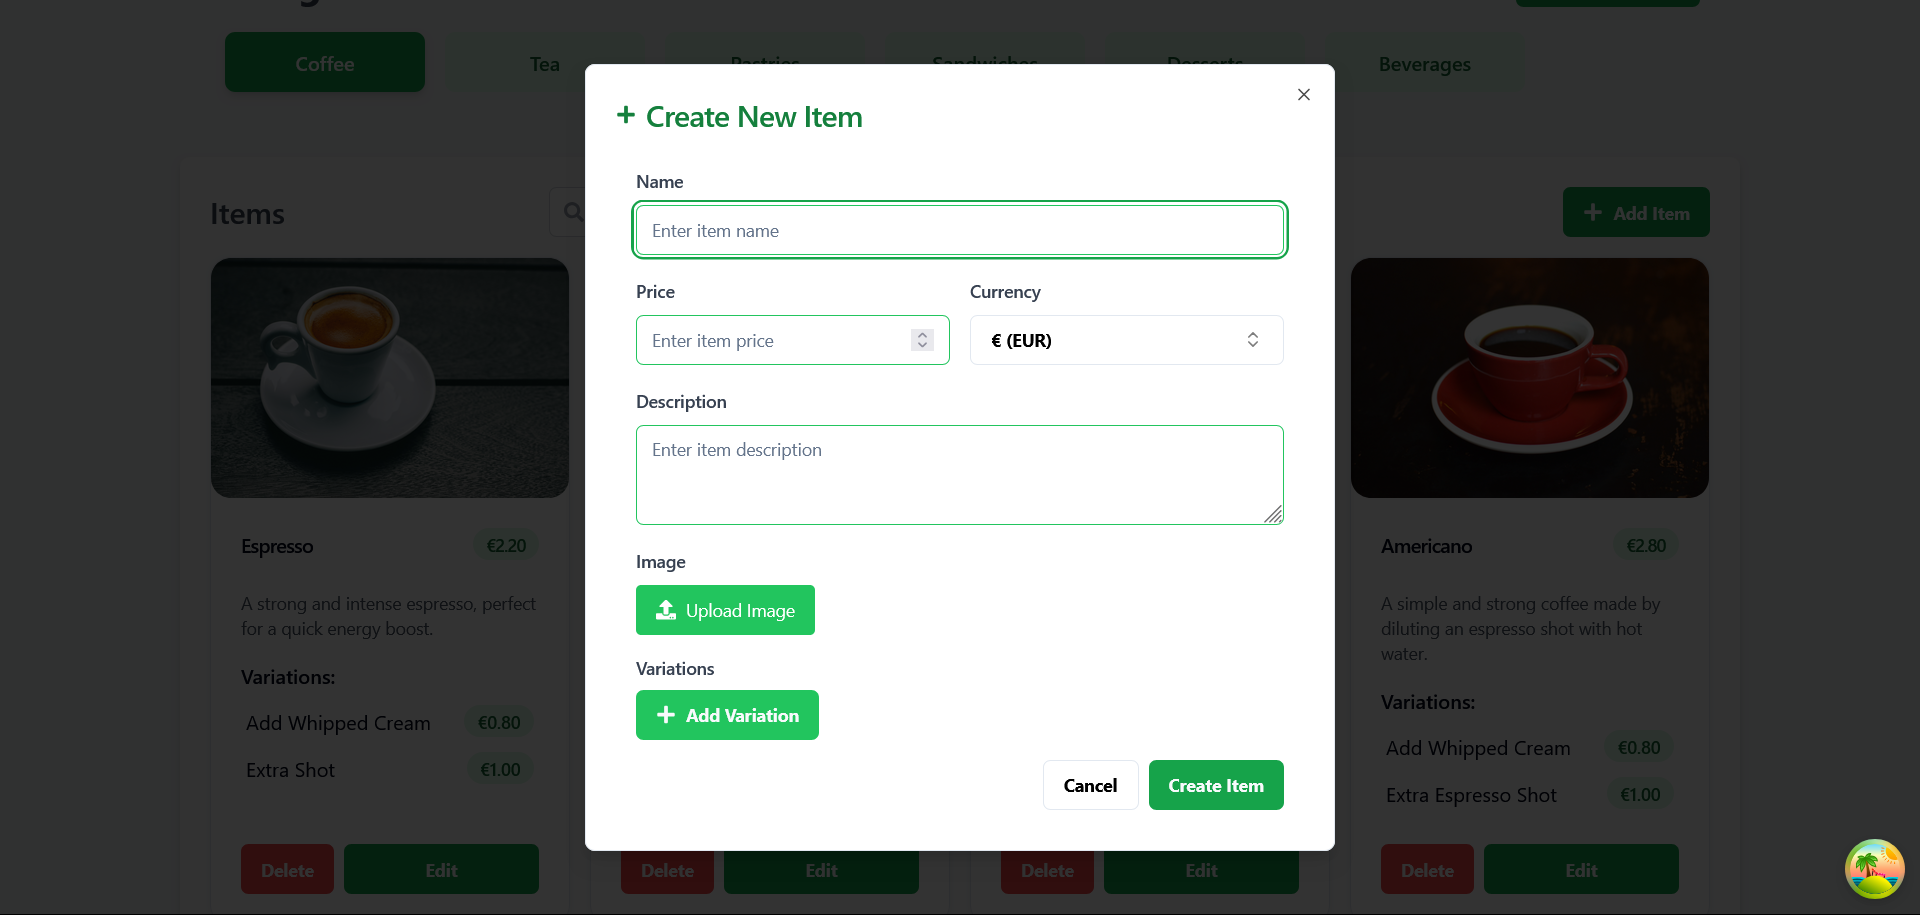 Coffee
Tea
Pastries
Sandwiches
Desserts
Beverages
Create New Item
Items
Add Item
Name
Enter item name
Price
Currency
Enter item price
€ (EUR)
Description
Enter item description
Image
Upload Image
Variations
Add Variation
Cancel
Create Item
Espresso
€2.20
A strong and intense espresso, perfect
for a quick energy boost.
Variations:
Add Whipped Cream
€0.80
Extra Shot
€1.00
Delete
Edit
Delete
Edit
Delete
Edit
Americano
€2.80
A simple and strong coffee made by
diluting an espresso shot with hot
water.
Variations:
Add Whipped Cream
€0.80
Extra Espresso Shot
€1.00
Delete
Edit